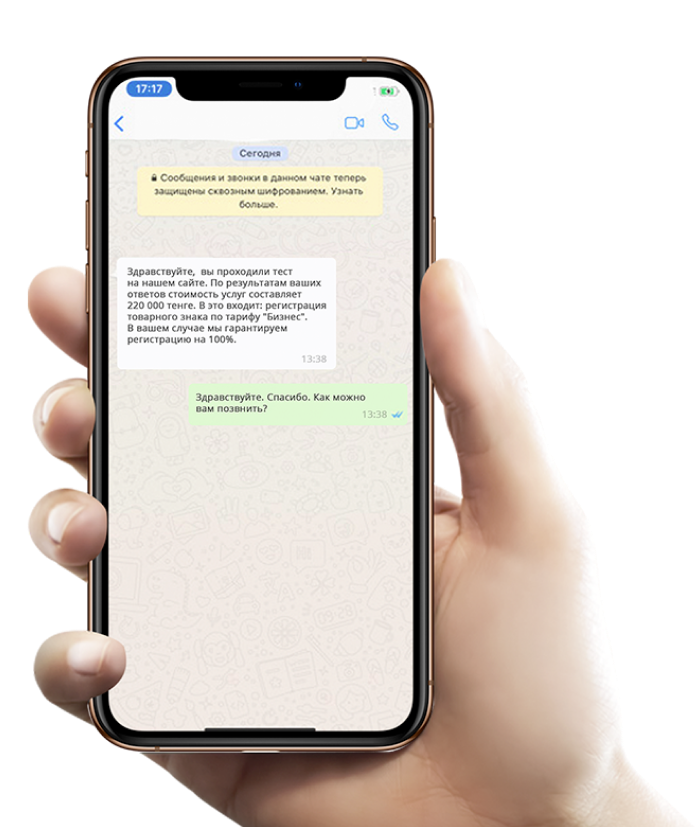 17:17
Сегодня
Сообщения и звонки в данном чате теперь
защищены сквозным шифрованием. Узнать
больше.
Здравствуйте, вы проходили тест
на нашем сайте. По результатам ваших
ответов стоимость услуг составляет
220 000 тенге. В это входит: регистрация
товарного знака по тарифу "Бизнес".
В вашем случае мы гарантируем
регистрацию на 100%.
13:38
Здравствуйте. Спасибо. Как можно
вам позвнить?
13:38